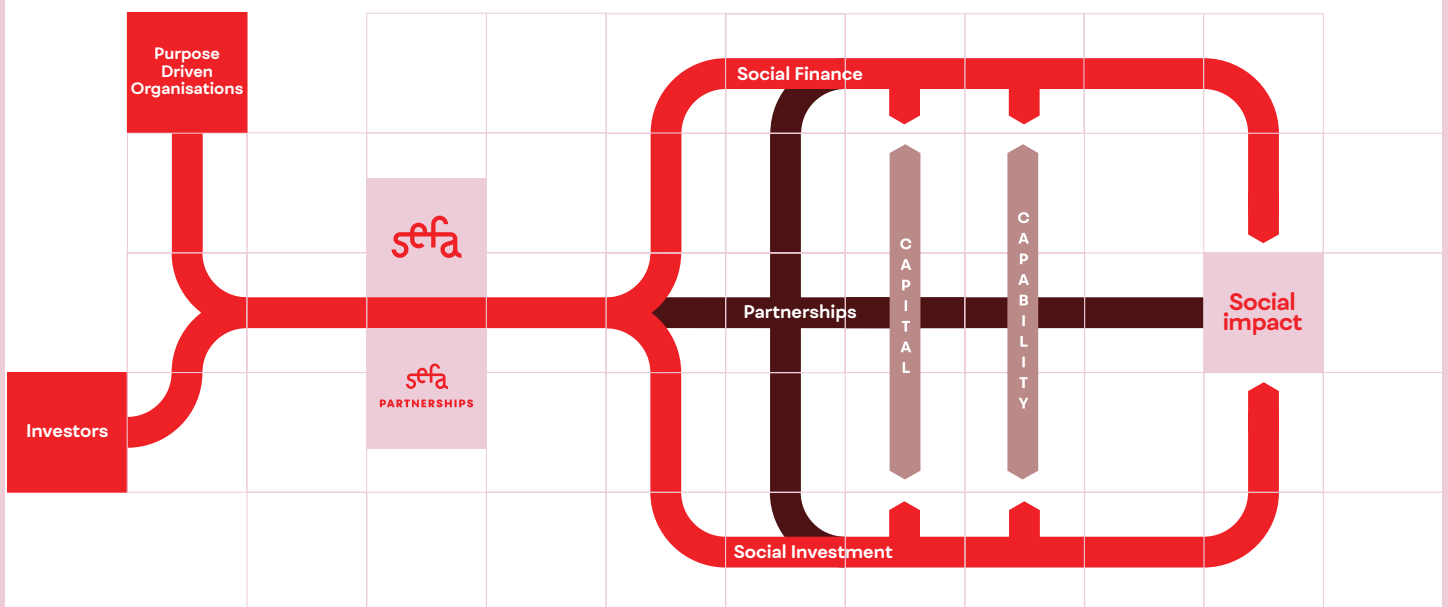 Purpose
Driven
Organisations
Investors
sefa
sefa
PARTNERSHIPS
Social Finance
Partnerships
Social Investment
CAPITAL
CAPABILITY
Social
impact